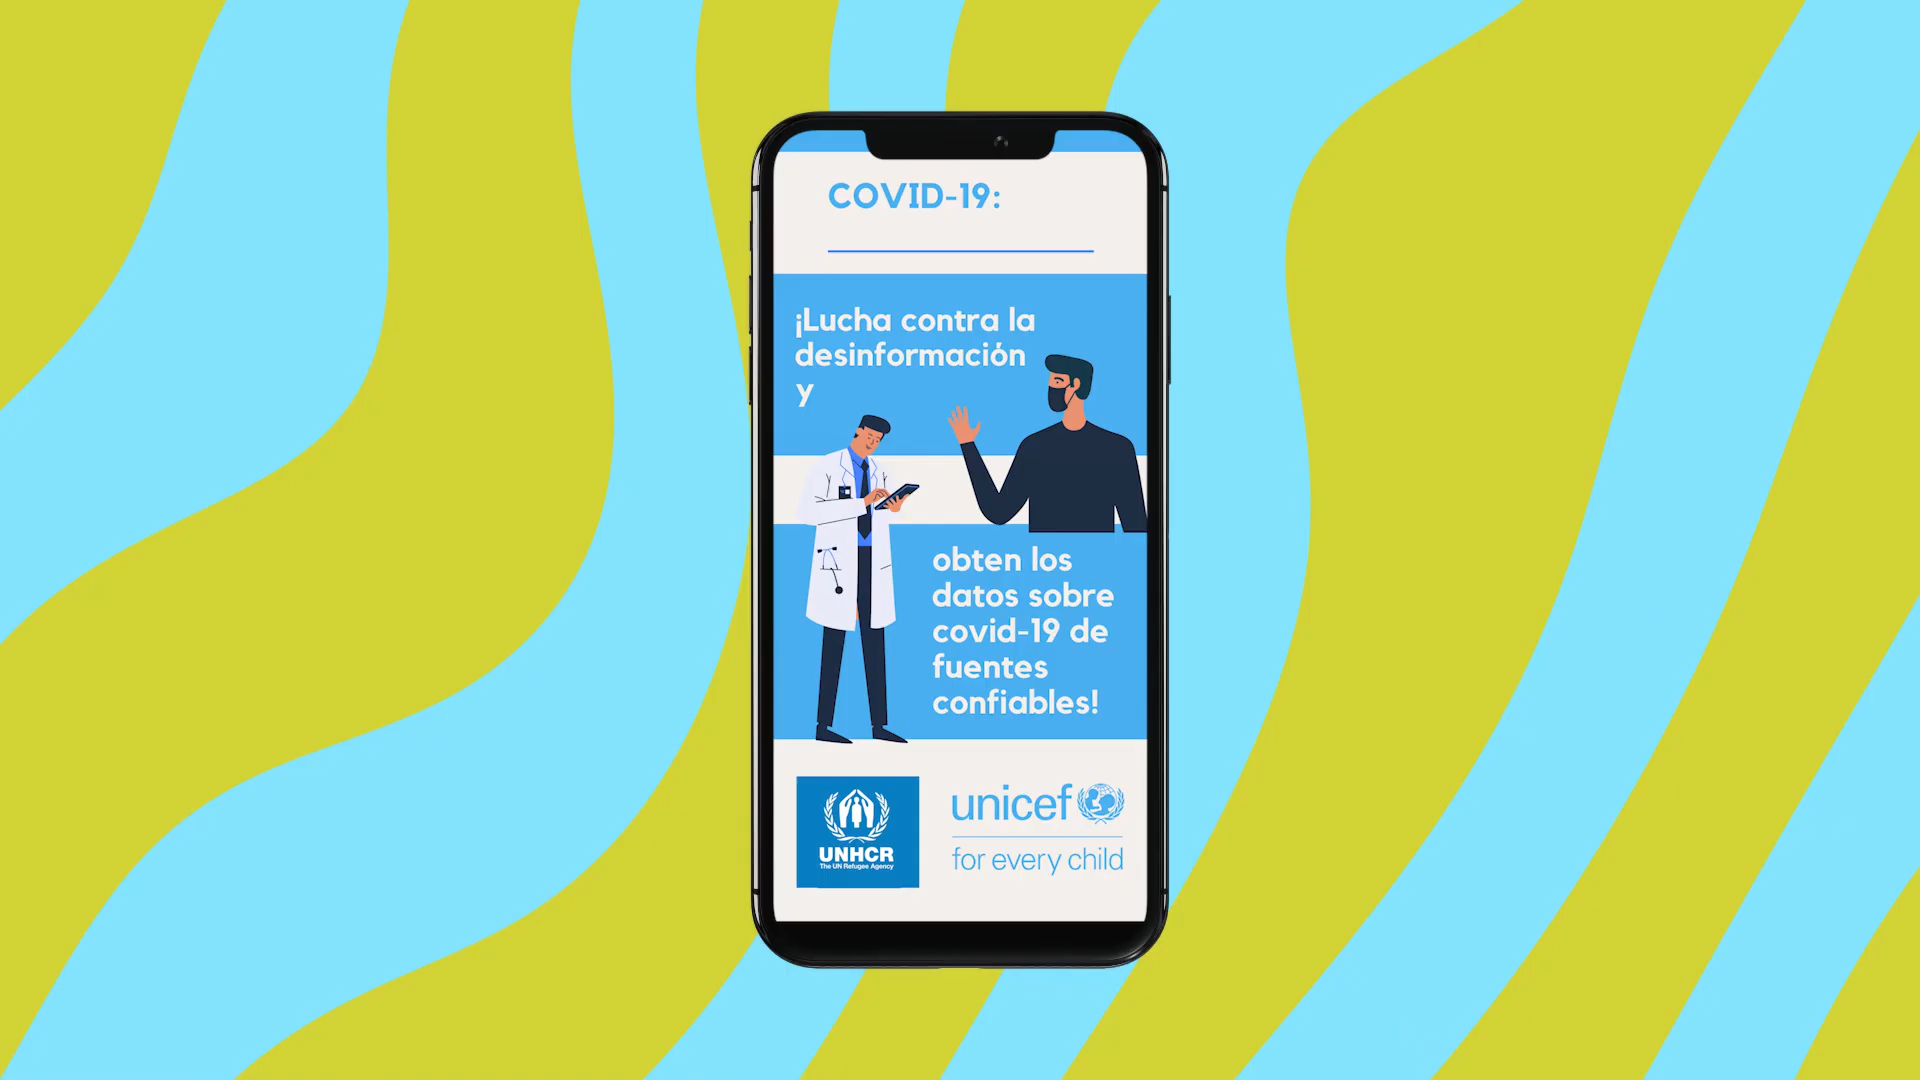 COVID-19:
¡Lucha contra la
desinformación
y
obten los
datos sobre
covid-19 de
fuentes
confiables!
UNHCR
The UN Refugee Agency
unicef
for every child